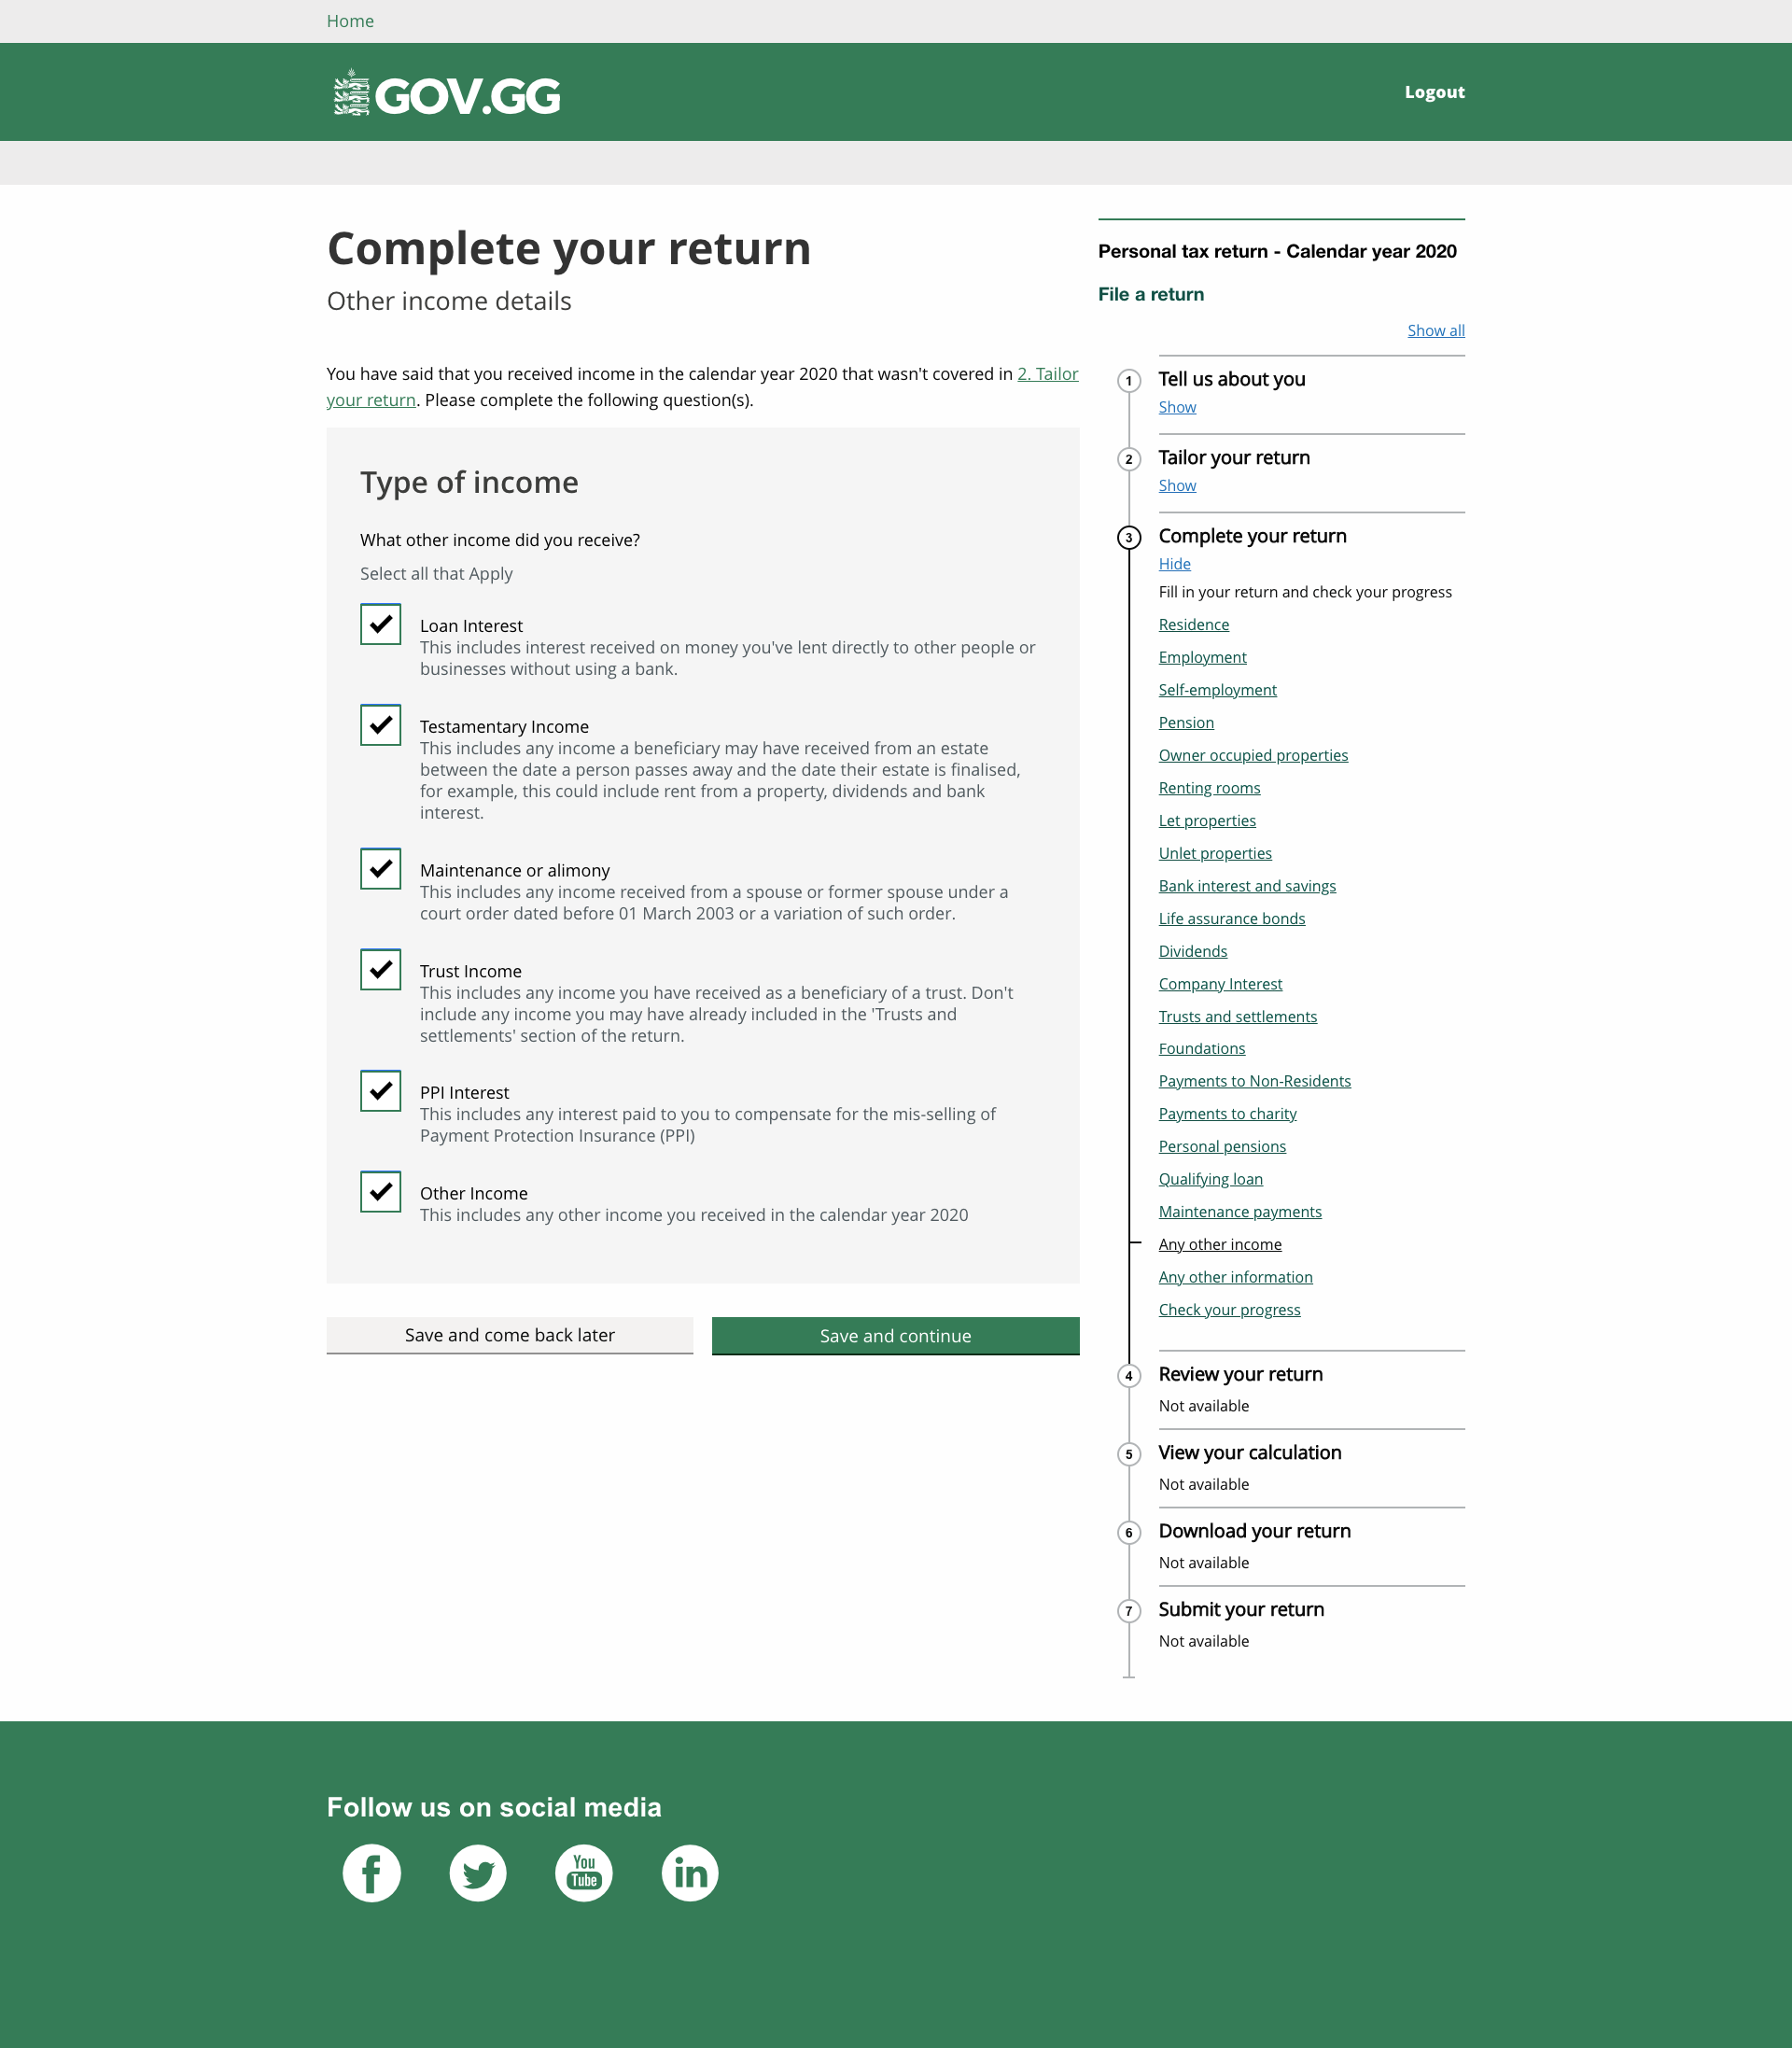 Home
GOV.GG
Logout
Complete your return
Other income details
You have said that you received income in the calendar year 2020 that wasn't covered in 2. Tailor
your return. Please complete the following question(s).
Type of income
What other income did you receive?
Select all that Apply
Loan Interest
This includes interest received on money you've lent directly to other people or
businesses without using a bank.
Testamentary Income
This includes any income a beneficiary may have received from an estate
between the date a person passes away and the date their estate is finalised,
for example, this could include rent from a property, dividends and bank
interest.
Maintenance or alimony
This includes any income received from a spouse or former spouse under a
court order dated before 01 March 2003 or a variation of such order.
Trust Income
This includes any income you have received as a beneficiary of a trust. Don't
include any income you may have already included in the 'Trusts and
settlements' section of the return.
PPI Interest
This includes any interest paid to you to compensate for the mis-selling of
Payment Protection Insurance (PPI)
Other Income
This includes any other income you received in the calendar year 2020
Save and come back later
Save and continue
Personal tax return - Calendar year 2020
File a return
Show all
1
Tell us about you
Show
2
Tailor your return
Show
3
Complete your return
Hide
Fill in your return and check your progress
Residence
Employment
Self-employment
Pension
Owner occupied properties
Renting rooms
Let properties
Unlet properties
Bank interest and savings
Life assurance bonds
Dividends
Company Interest
Trusts and settlements
Foundations
Payments to Non-Residents
Payments to charity
Personal pensions
Qualifying loan
Maintenance payments
Any other income
Any other information
Check your progress
4
Review your return
Not available
5
View your calculation
Not available
6
Download your return
Not available
7
Submit your return
Not available
Follow us on social media
f
You
Tube
in